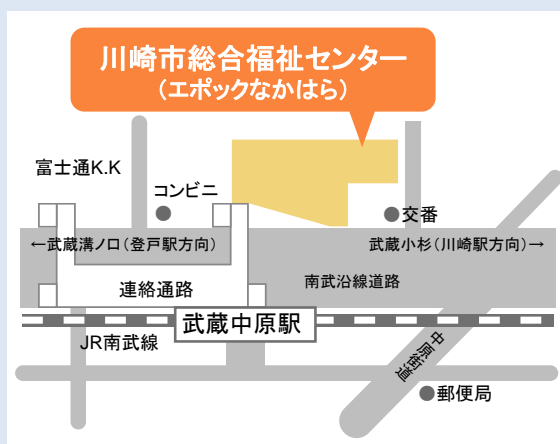 川崎市総合福祉センター
（エポックなかはら）
富士通K.K
コンビニ
交番
←武蔵溝ノ口（登戸駅方向）
武蔵小杉（川崎駅方向）→
連絡通路
南武沿線道路
武蔵中原駅
JR南武線
中原街道
郵便局